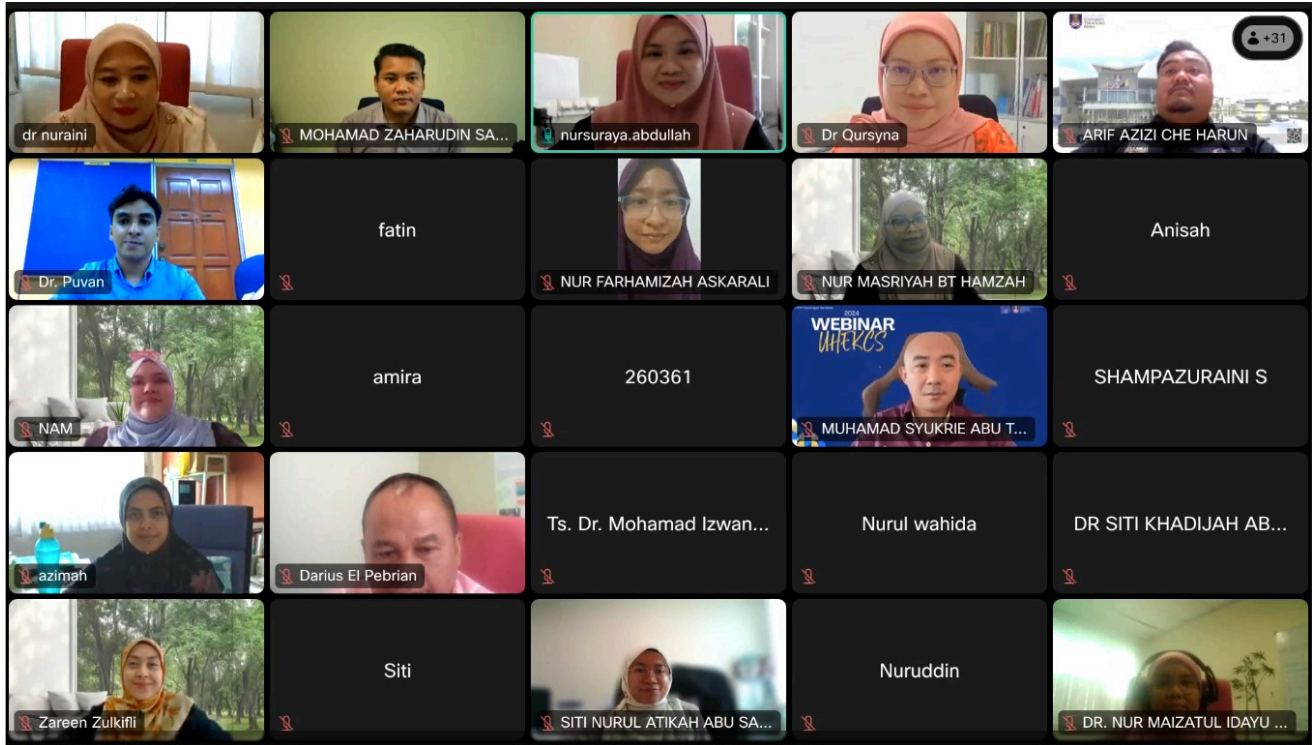 dr nuraini
MOHAMAD ZAHARUDIN SA...
nursuraya.abdullah
Dr Qursyna
+31
ARIF AZIZI CHE HARUN
Dr. Puvan
fatin
NUR FARHAMIZAH ASKARALI
NUR MASRIYAH BT HAMZAH
Anisah
NAM
amira
260361
2024
WEBINAR
UHEKCS
MUHAMAD SYUKRIE ABU T...
SHAMPAZURAINI S
azimah
Darius El Pebrian
Ts. Dr. Mohamad Izwan...
Nurul wahida
DR SITI KHADIJAH AB...
Zareen Zulkifli
Siti
SITI NURUL ATIKAH ABU SA...
Nuruddin
DR. NUR MAIZATUL IDAYU ...